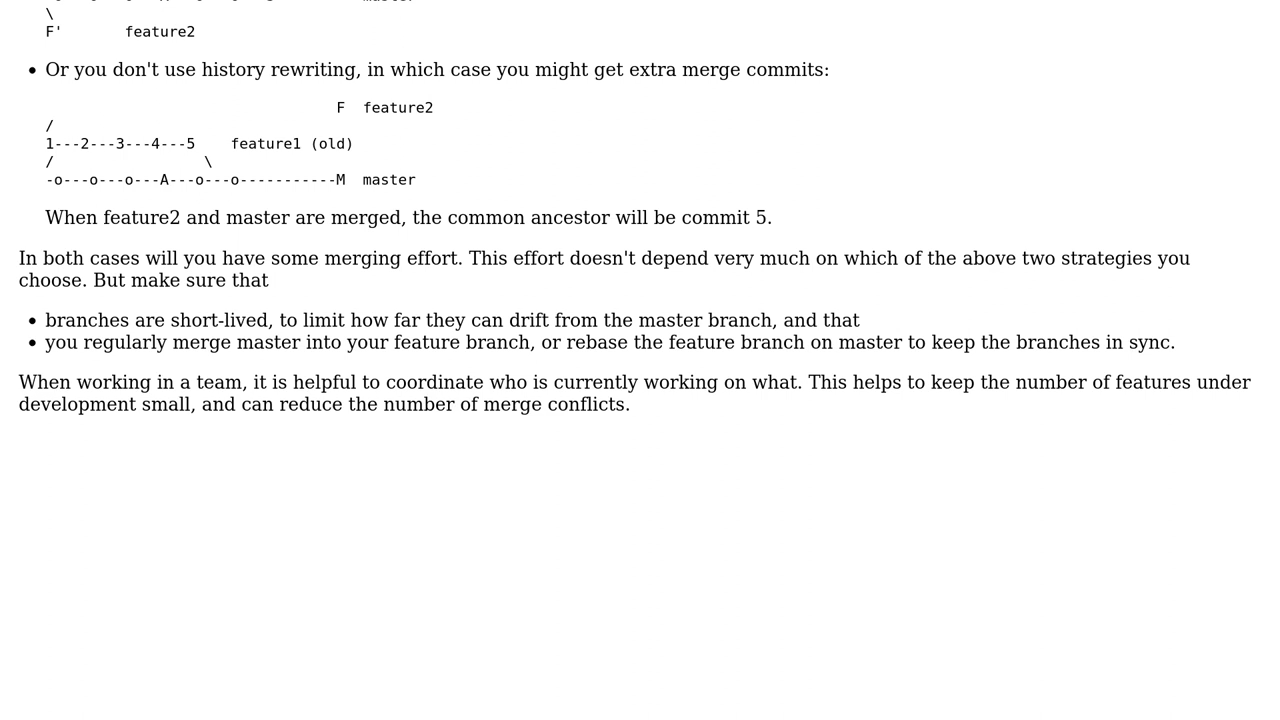 \
F'       feature2
• Or you don't use history rewriting, in which case you might get extra merge commits:
                                 F  feature2
/
1---2---3---4---5    feature1 (old)
/                 \
-o---o---o---A---o---o-----------M  master
When feature2 and master are merged, the common ancestor will be commit 5.
In both cases will you have some merging effort. This effort doesn't depend very much on which of the above two strategies you
choose. But make sure that
• branches are short-lived, to limit how far they can drift from the master branch, and that
• you regularly merge master into your feature branch, or rebase the feature branch on master to keep the branches in sync.
When working in a team, it is helpful to coordinate who is currently working on what. This helps to keep the number of features under
development small, and can reduce the number of merge conflicts.